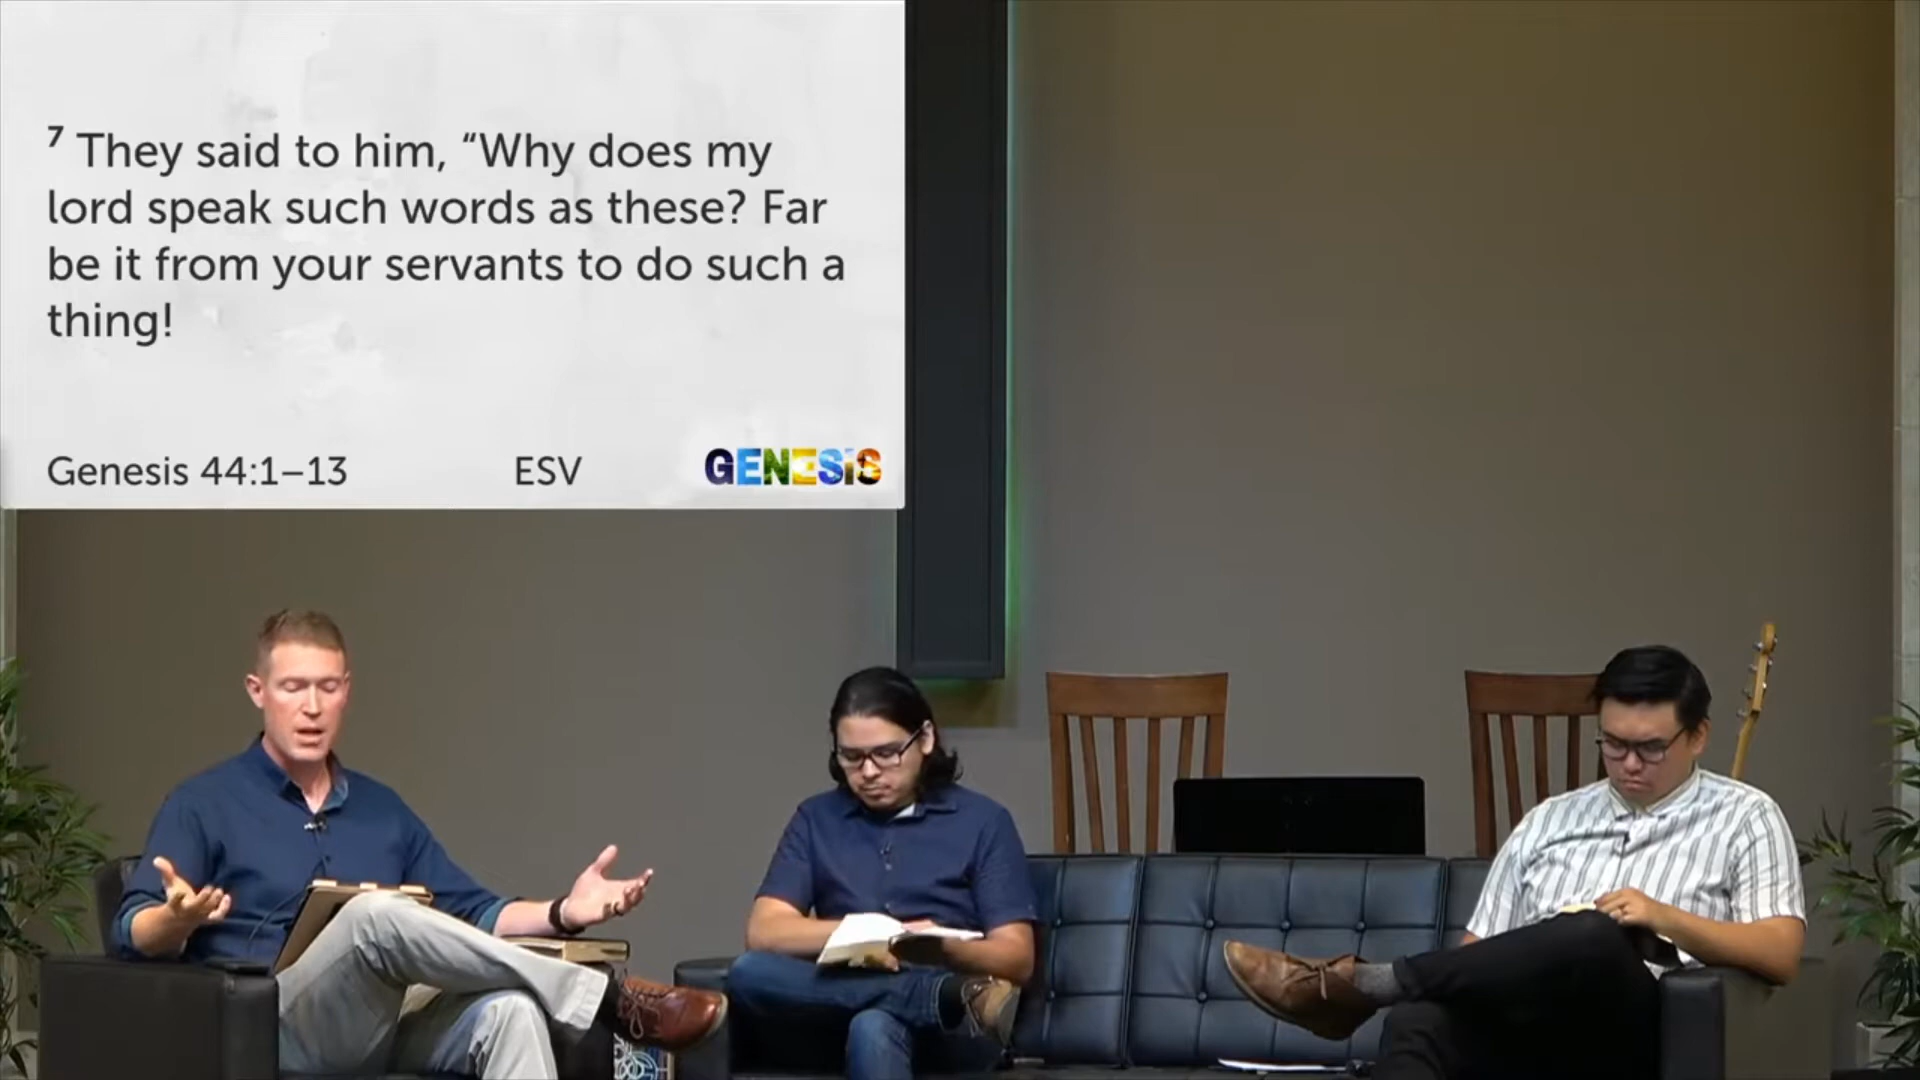 ⁷ They said to him, “Why does my
lord speak such words as these? Far
be it from your servants to do such a
thing!
Genesis 44:1–13 ESV GENESiS